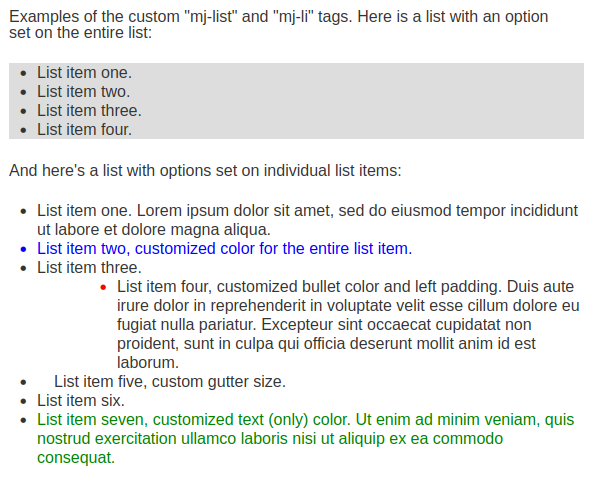 Examples of the custom "mj-list" and "mj-li" tags. Here is a list with an option
set on the entire list:
• List item one.
• List item two.
• List item three.
• List item four.
And here's a list with options set on individual list items:
• List item one. Lorem ipsum dolor sit amet, sed do eiusmod tempor incididunt
ut labore et dolore magna aliqua.
• List item two, customized color for the entire list item.
• List item three.
• List item four, customized bullet color and left padding. Duis aute
irure dolor in reprehenderit in voluptate velit esse cillum dolore eu
fugiat nulla pariatur. Excepteur sint occaecat cupidatat non
proident, sunt in culpa qui officia deserunt mollit anim id est
laborum.
• List item five, custom gutter size.
• List item six.
• List item seven, customized text (only) color. Ut enim ad minim veniam, quis
nostrud exercitation ullamco laboris nisi ut aliquip ex ea commodo
consequat.